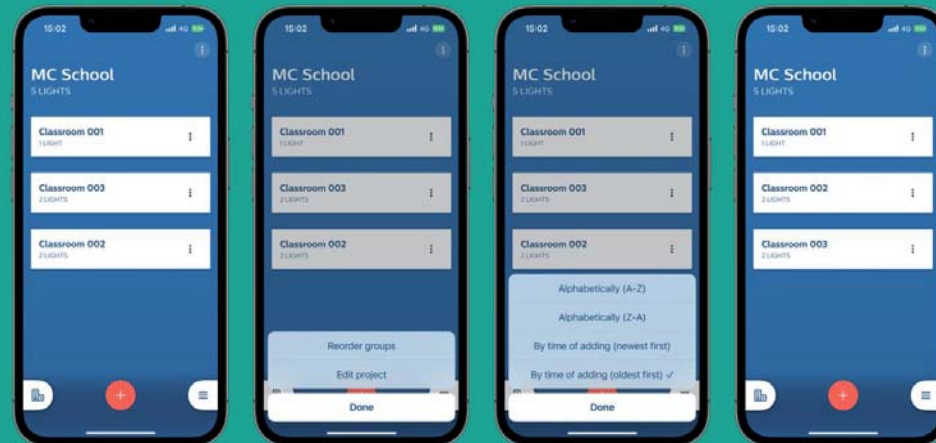 15:02
4G
MC School
5 LIGHTS
Classroom 001
1 LIGHT
Classroom 003
2 LIGHTS
Classroom 002
2 LIGHTS
15:02
4G
MC School
5 LIGHTS
Classroom 001
1 LIGHT
Classroom 003
2 LIGHTS
Classroom 002
2 LIGHTS
Reorder groups
Edit project
Done
15:02
4G
MC School
5 LIGHTS
Classroom 001
1 LIGHT
Classroom 003
2 LIGHTS
Classroom 002
2 LIGHTS
Alphabetically (A-Z)
Alphabetically (Z-A)
By time of adding (newest first)
By time of adding (oldest first) ✓
Done
15:02
4G
MC School
5 LIGHTS
Classroom 001
1 LIGHT
Classroom 002
2 LIGHTS
Classroom 003
2 LIGHTS